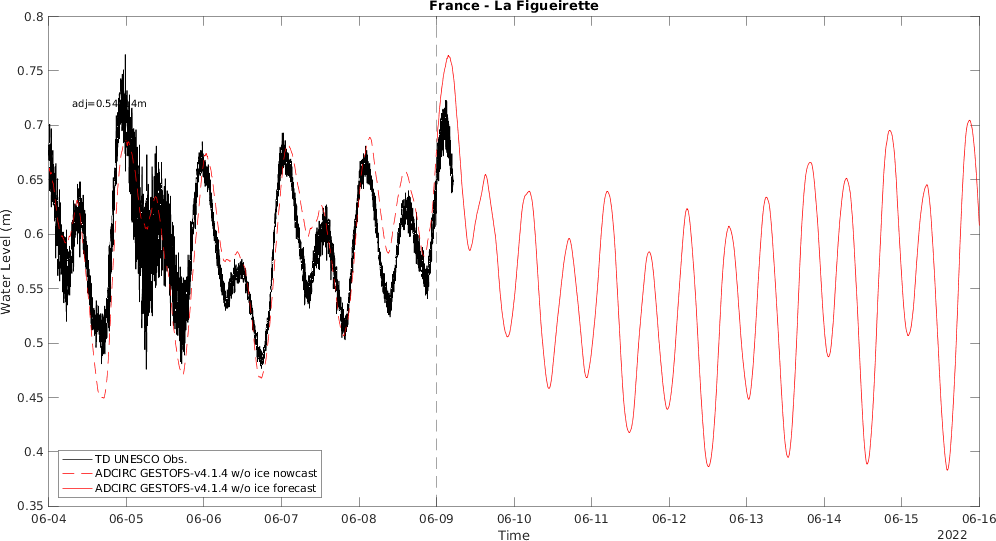 France - La Figueirette
0.8
0.75
0.7
0.65
0.6
0.55
0.5
0.45
0.4
0.35
Water Level (m)
TD UNESCO Obs.
ADCIRC GESTOFS-v4.1.4 w/o ice nowcast
ADCIRC GESTOFS-v4.1.4 w/o ice forecast
06-04 06-05 06-06 06-07 06-08 06-09 06-10 06-11 06-12 06-13 06-14 06-15 06-16
Time
2022